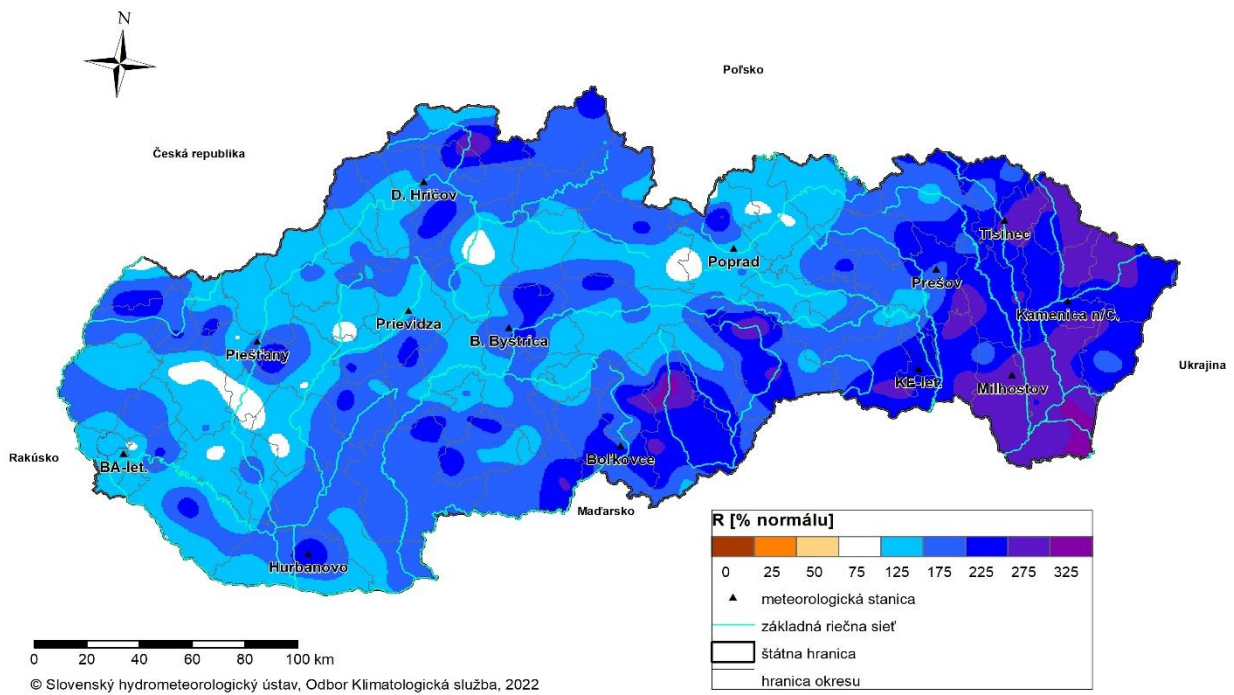 N
Poľsko
Česká republika
D. Hričov
Tisinec
Poprad
Prešov
Kamenica n/C.
Prievidza
B. Bystrica
Piešťany
Ukrajina
KE-let.
Milhostov
Rakúsko
BA-let.
Boľkovce
Maďarsko
Hurbanovo
R [% normálu]
0 25 50 75 125 175 225 275 325
meteorologická stanica
základná riečna sieť
štátna hranica
hranica okresu
0 20 40 60 80 100 km
© Slovenský hydrometeorologický ústav, Odbor Klimatologická služba, 2022